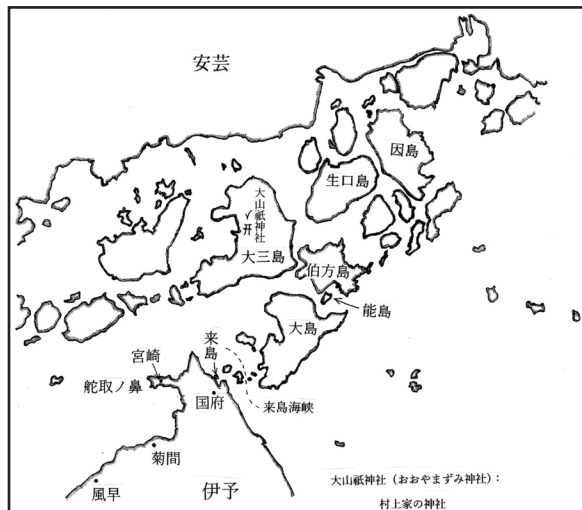 安芸
因島
生口島
大山祇神社
大三島
伯方島
能島
大島
来島
宮崎
舵取ノ鼻
国府
来島海峡
菊間
風早
伊予
大山祇神社（おおやまずみ神社）：
村上家の神社